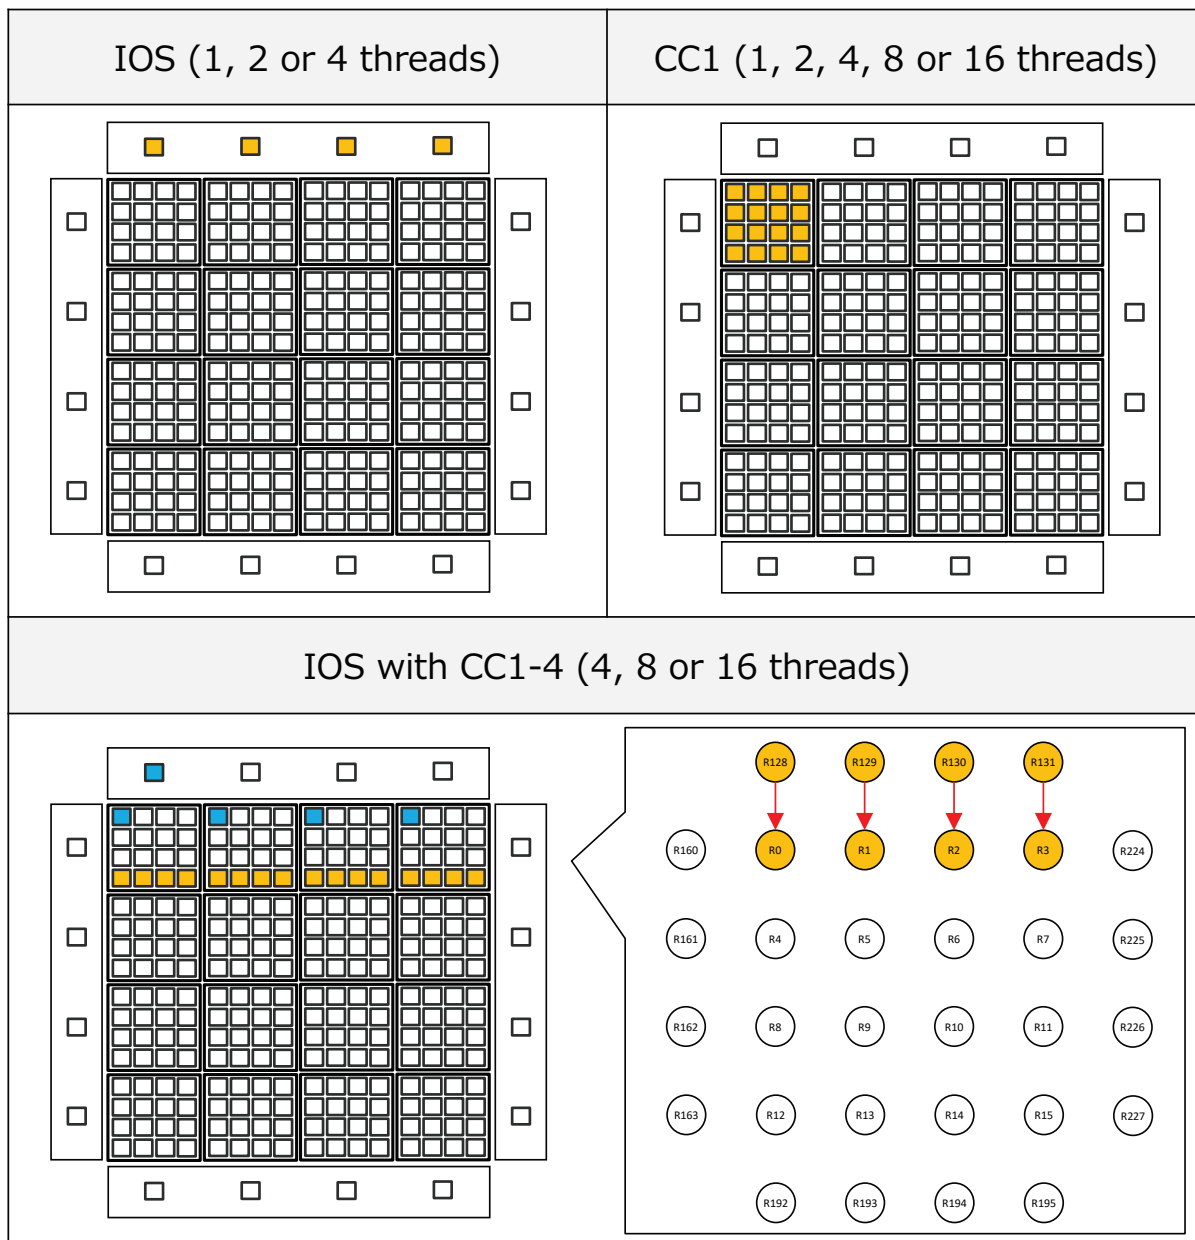 IOS (1, 2 or 4 threads)
CC1 (1, 2, 4, 8 or 16 threads)
IOS with CC1-4 (4, 8 or 16 threads)
R128 R129 R130 R131
R160 R0 R1 R2 R3 R224
R161 R4 R5 R6 R7 R225
R162 R8 R9 R10 R11 R226
R163 R12 R13 R14 R15 R227
R192 R193 R194 R195